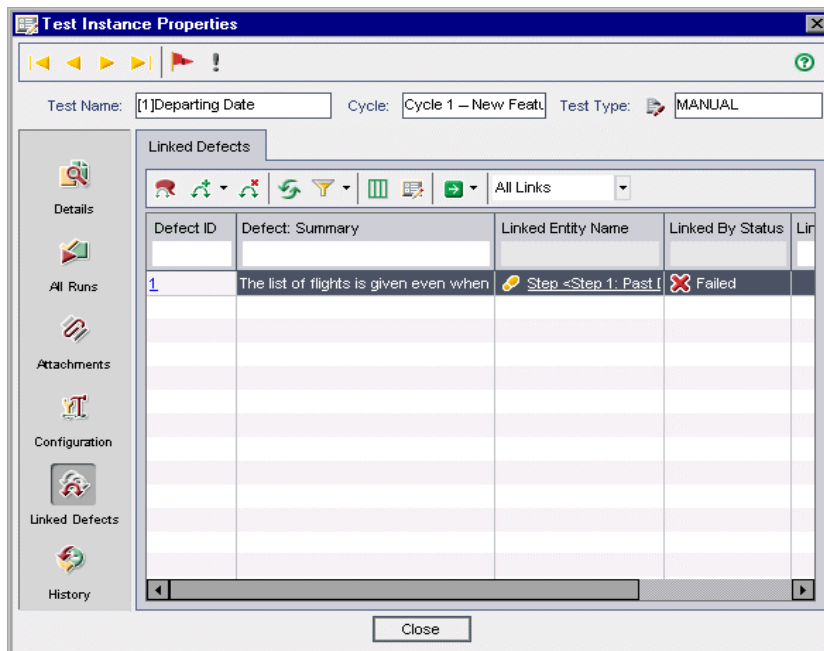 Test Instance Properties
Test Name: [1]Departing Date Cycle: Cycle 1 – New Featu Test Type: MANUAL
Linked Defects
All Links
Details
All Runs
Attachments
Configuration
Linked Defects
History
Defect ID Defect: Summary Linked Entity Name Linked By Status Lin
1 The list of flights is given even when Step <Step 1: Past [ Failed
Close